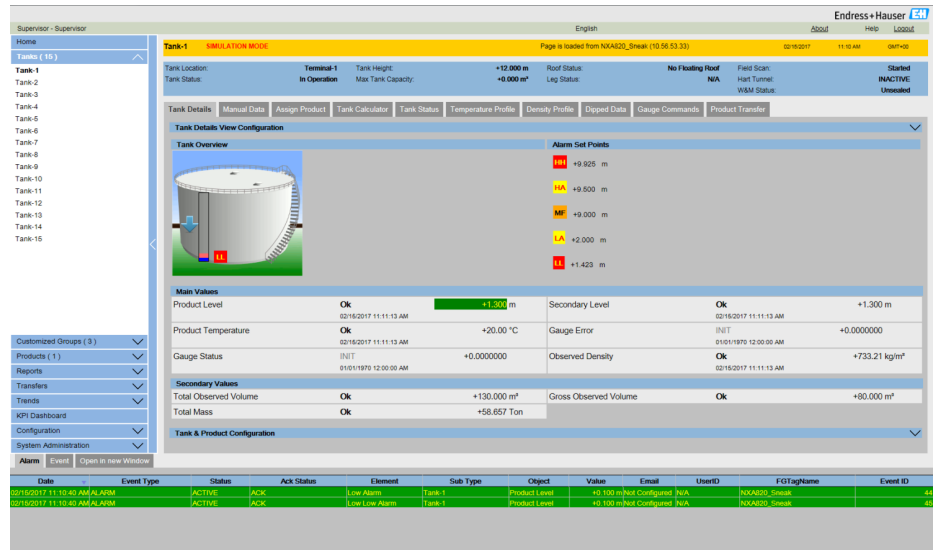 Endress+Hauser EH
Supervisor - Supervisor English About Help Logout
Home
Tanks ( 15 )
Tank-1
Tank-2
Tank-3
Tank-4
Tank-5
Tank-6
Tank-7
Tank-8
Tank-9
Tank-10
Tank-11
Tank-12
Tank-13
Tank-14
Tank-15
Customized Groups ( 3 )
Products ( 1 )
Reports
Transfers
Trends
KPI Dashboard
Configuration
System Administration
Tank-1 SIMULATION MODE Page is loaded from NXA820_Sneak (10.56.53.33) 02/15/2017 11:10 AM GMT+00
Tank Location: Terminal-1 Tank Height: +12.000 m Roof Status: No Floating Roof Field Scan: Started
Tank Status: In Operation Max Tank Capacity: +0.000 m³ Leg Status: N/A Hart Tunnel: INACTIVE
W&M Status: Unsealed
Tank Details Manual Data Assign Product Tank Calculator Tank Status Temperature Profile Density Profile Dipped Data Gauge Commands Product Transfer
Tank Details View Configuration
Tank Overview Alarm Set Points
HH +9.925 m
HA +9.500 m
MF +9.000 m
LA +2.000 m
LL +1.423 m
LL
Main Values
Product Level Ok +1.300 m Secondary Level Ok +1.300 m
02/15/2017 11:11:13 AM 02/15/2017 11:11:13 AM
Product Temperature Ok +20.00 °C Gauge Error INIT +0.0000000
02/15/2017 11:11:13 AM 01/01/1970 12:00:00 AM
Gauge Status INIT +0.0000000 Observed Density Ok +733.21 kg/m³
01/01/1970 12:00:00 AM 02/15/2017 11:11:13 AM
Secondary Values
Total Observed Volume Ok +130.000 m³ Gross Observed Volume Ok +80.000 m³
Total Mass Ok +58.657 Ton
Tank & Product Configuration
Alarm Event Open in new Window
Date Event Type Status Ack Status Element Sub Type Object Value Email UserID FGTagName Event ID
02/15/2017 11:10:40 AM ALARM ACTIVE ACK Low Alarm Tank-1 Product Level +0.100 m Not Configured N/A NXA820_Sneak 44
02/15/2017 11:10:40 AM ALARM ACTIVE ACK Low Low Alarm Tank-1 Product Level +0.100 m Not Configured N/A NXA820_Sneak 45